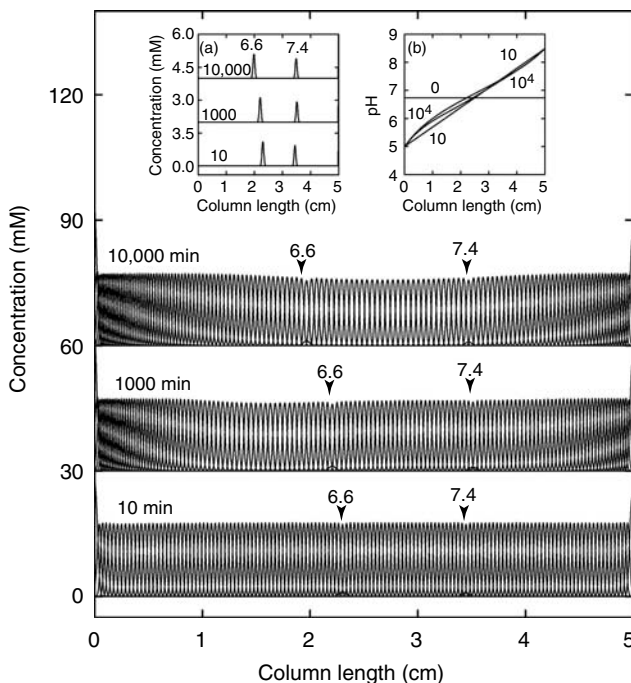 140
120
90
60
30
0
Concentration (mM)
0 1 2 3 4 5
Column length (cm)
(a) 6.6 7.4
6.0
4.5
3.5
0.0
Concentration (mM)
10,000
1000
10
0 1 2 3 4 5
Column length (cm)
(b)
9
8
7
6
5
4
pH
10
10⁴
0
10⁴
10
0 1 2 3 4 5
Column length (cm)
10,000 min 6.6 7.4
1000 min 6.6 7.4
10 min 6.6 7.4